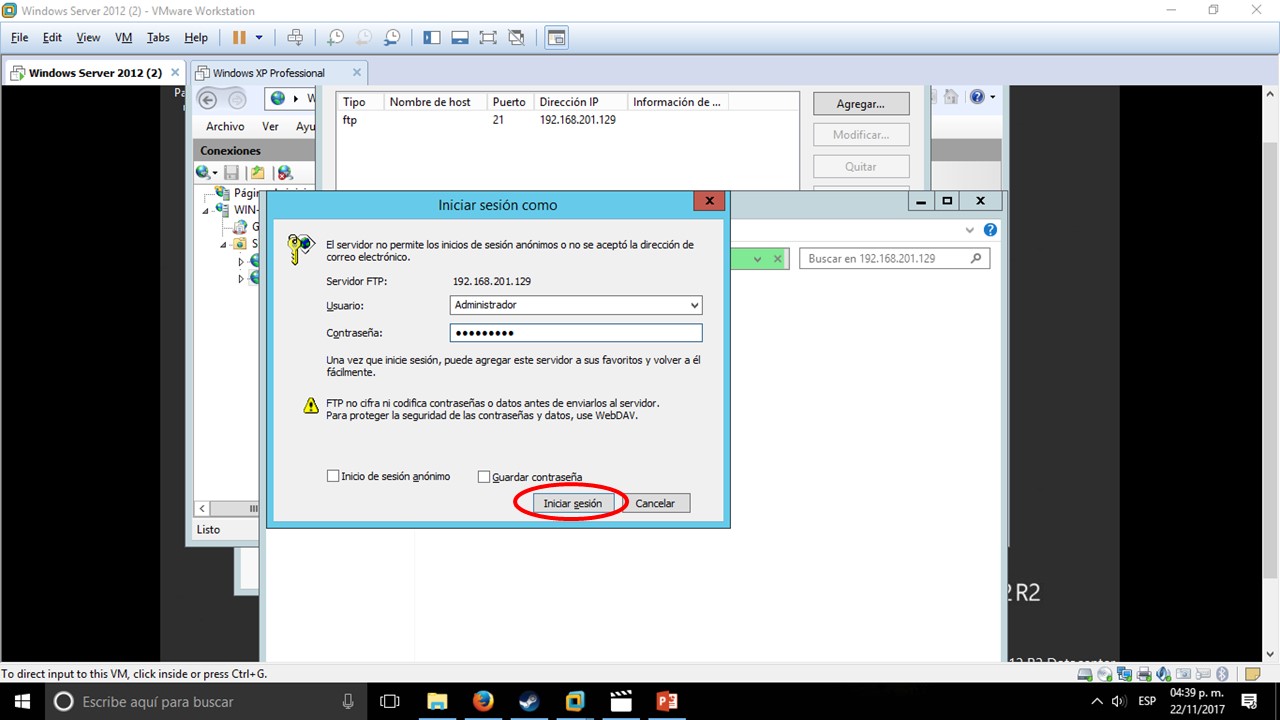 Windows Server 2012 (2) - VMware Workstation
File Edit View VM Tabs Help
Windows Server 2012 (2)
Windows XP Professional
Tipo Nombre de host Puerto Dirección IP Información de ...
ftp 21 192.168.201.129
Agregar...
Modificar...
Quitar
Archivo Ver Ayu
Conexiones
WIN-
Iniciar sesión como
El servidor no permite los inicios de sesión anónimos o no se aceptó la dirección de
correo electrónico.
Servidor FTP: 192.168.201.129
Usuario: Administrador
Contraseña: •••••••••
Una vez que inicie sesión, puede agregar este servidor a sus favoritos y volver a él
fácilmente.
FTP no cifra ni codifica contraseñas o datos antes de enviarlos al servidor.
Para proteger la seguridad de las contraseñas y datos, use WebDAV.
Inicio de sesión anónimo
Guardar contraseña
Iniciar sesión
Cancelar
Buscar en 192.168.201.129
Listo
2 R2
To direct input to this VM, click inside or press Ctrl+G.
Escribe aquí para buscar
ESP
04:39 p. m.
22/11/2017